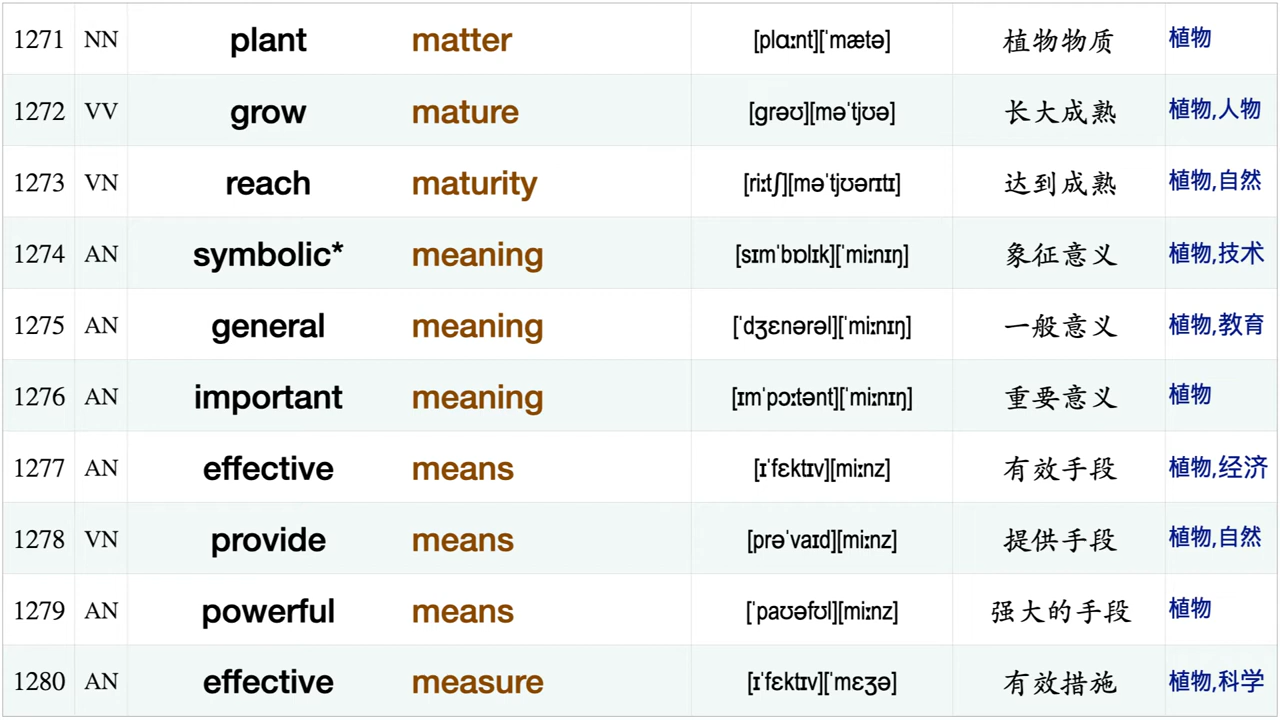 1271 NN plant matter [plɑːnt][ˈmætə] 植物物质 植物
1272 VV grow mature [grəʊ][məˈtjʊə] 长大成熟 植物,人物
1273 VN reach maturity [riːtʃ][məˈtjʊərɪtɪ] 达到成熟 植物,自然
1274 AN symbolic* meaning [sɪmˈbɒlɪk][ˈmiːnɪŋ] 象征意义 植物,技术
1275 AN general meaning [ˈdʒɛnərəl][ˈmiːnɪŋ] 一般意义 植物,教育
1276 AN important meaning [ɪmˈpɔːtənt][ˈmiːnɪŋ] 重要意义 植物
1277 AN effective means [ɪˈfɛktɪv][miːnz] 有效手段 植物,经济
1278 VN provide means [prəˈvaɪd][miːnz] 提供手段 植物,自然
1279 AN powerful means [ˈpaʊəfʊl][miːnz] 强大的手段 植物
1280 AN effective measure [ɪˈfɛktɪv][ˈmɛʒə] 有效措施 植物,科学